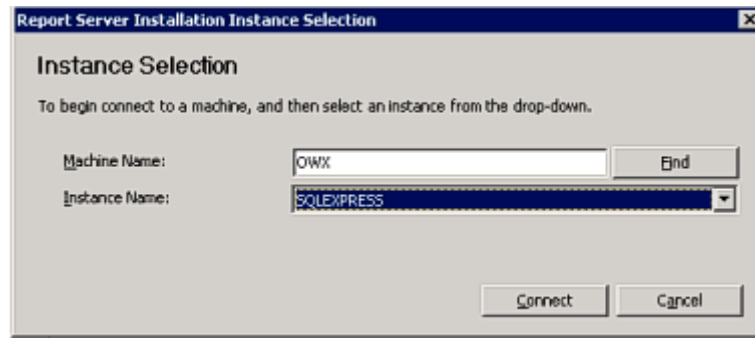 Report Server Installation Instance Selection
Instance Selection
To begin connect to a machine, and then select an instance from the drop-down.
Machine Name: OWX Find
Instance Name: SQLEXPRESS
Connect Cancel